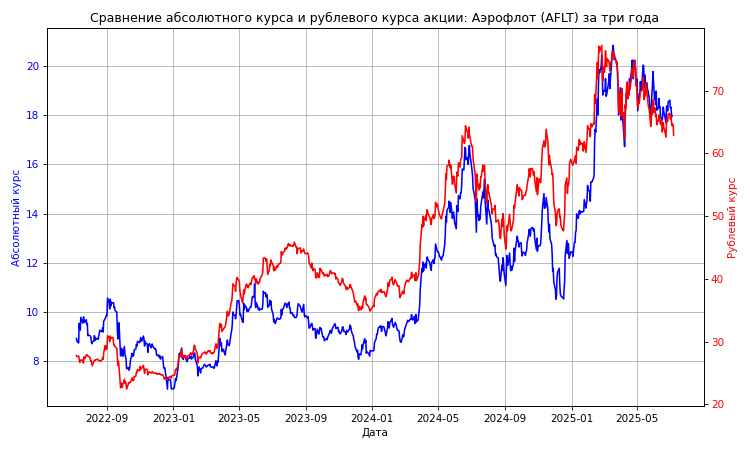 Сравнение абсолютного курса и рублевого курса акции: Аэрофлот (AFLT) за три года
20
18
16
14
12
10
8
Абсолютный курс
70
60
50
40
30
20
Рублевый курс
2022-09 2023-01 2023-05 2023-09 2024-01 2024-05 2024-09 2025-01 2025-05
Дата